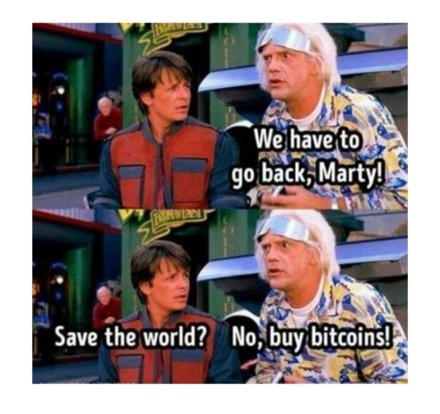 We have to
go back, Marty!
Save the world?
No, buy bitcoins!